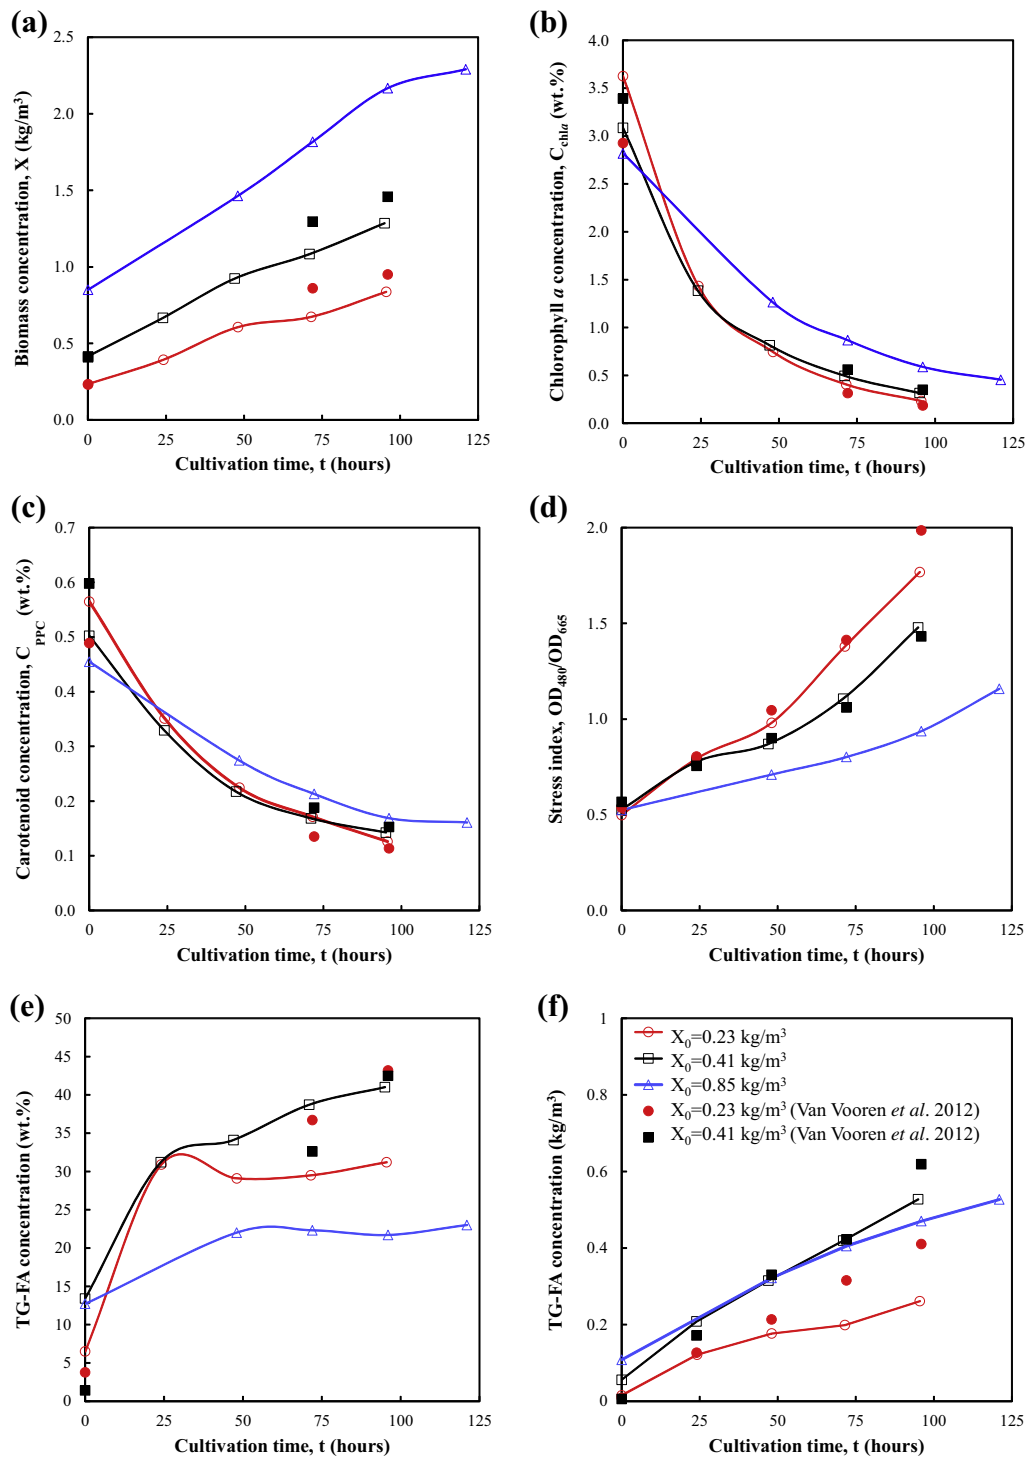 (a)
2.5
2.0
1.5
1.0
0.5
0.0
Biomass concentration, X (kg/m³)
0 25 50 75 100 125
Cultivation time, t (hours)
(b)
4.0
3.5
3.0
2.5
2.0
1.5
1.0
0.5
0.0
Chlorophyll a concentration, Cchla (wt.%)
0 25 50 75 100 125
Cultivation time, t (hours)
(c)
0.7
0.6
0.5
0.4
0.3
0.2
0.1
0.0
Carotenoid concentration, CPPC (wt.%)
0 25 50 75 100 125
Cultivation time, t (hours)
(d)
2.0
1.5
1.0
0.5
0.0
Stress index, OD480/OD665
0 25 50 75 100 125
Cultivation time, t (hours)
(e)
50
45
40
35
30
25
20
15
10
5
0
TG-FA concentration (wt.%)
0 25 50 75 100 125
Cultivation time, t (hours)
(f)
1
0.8
0.6
0.4
0.2
0
TG-FA concentration (kg/m³)
X0=0.23 kg/m³
X0=0.41 kg/m³
X0=0.85 kg/m³
X0=0.23 kg/m³ (Van Vooren et al. 2012)
X0=0.41 kg/m³ (Van Vooren et al. 2012)
0 25 50 75 100 125
Cultivation time, t (hours)